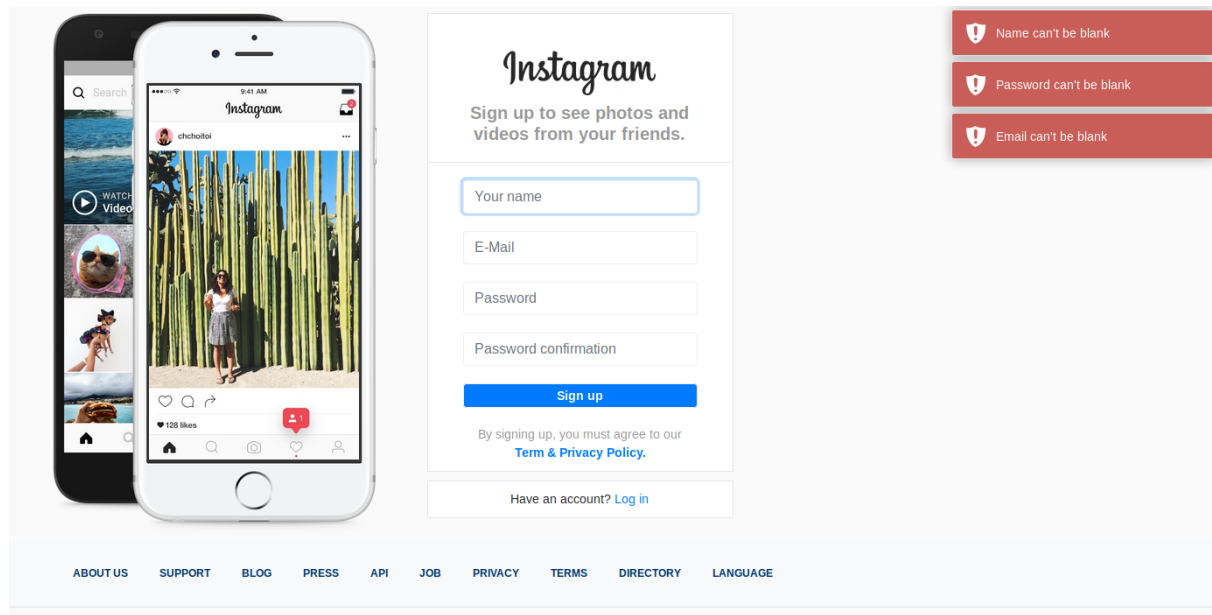 Search
WATCH
Video
9:41 AM
Instagram
2
chchoitoi
128 likes
1
Instagram
Sign up to see photos and
videos from your friends.
Your name
E-Mail
Password
Password confirmation
Sign up
By signing up, you must agree to our
Term & Privacy Policy.
Have an account? Log in
Name can't be blank
Password can't be blank
Email can't be blank
ABOUT US SUPPORT BLOG PRESS API JOB PRIVACY TERMS DIRECTORY LANGUAGE